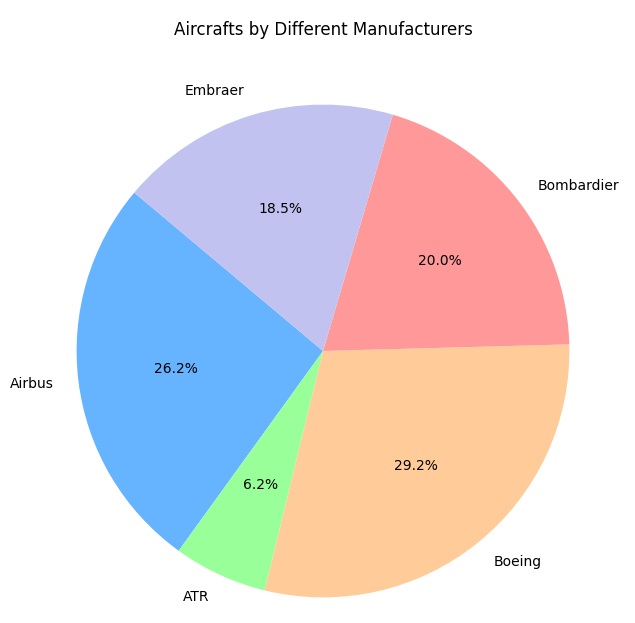 Aircrafts by Different Manufacturers
Embraer
Bombardier
18.5%
20.0%
26.2%
Airbus
29.2%
6.2%
Boeing
ATR